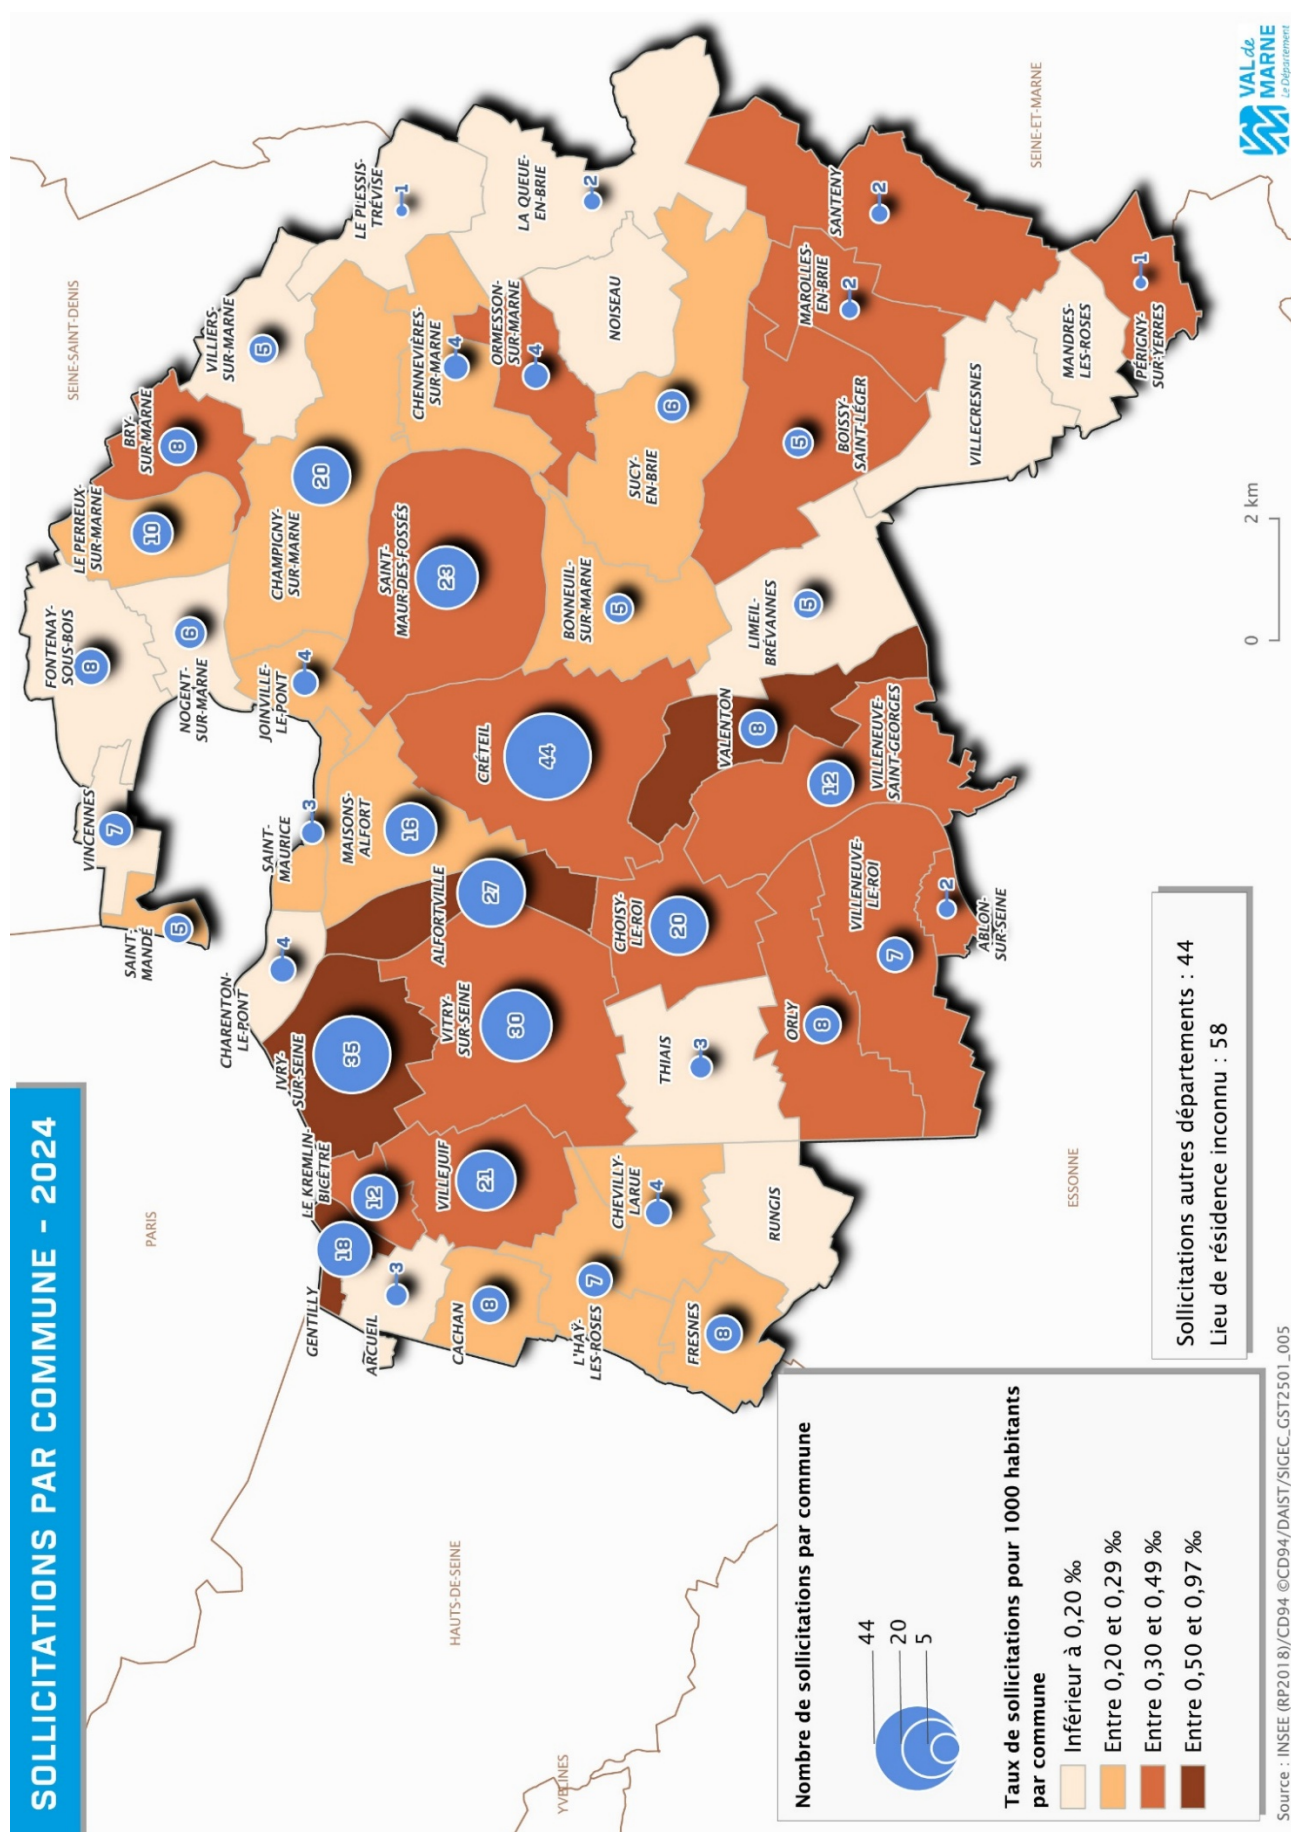 SOLLICITATIONS PAR COMMUNE - 2024
SEINE-SAINT-DENIS
PARIS
HAUTS-DE-SEINE
YVELINES
ESSONNE
SEINE-ET-MARNE
FONTENAY-
SOUS-BOIS
8
LE PERREUX-
SUR-MARNE
10
BRY-
SUR-MARNE
8
VINCENNES
7
SAINT-
MANDÉ
5
NOGENT-
SUR-MARNE
6
VILLIERS-
SUR-MARNE
5
JOINVILLE-
LE-PONT
4
CHAMPIGNY-
SUR-MARNE
20
LE PLESSIS-
TRÉVISE
1
CHARENTON-
LE-PONT
4
SAINT-
MAURICE
3
MAISONS-
ALFORT
16
SAINT-
MAUR-DES-FOSSÉS
23
CHENNEVIÈRES-
SUR-MARNE
4
ORMESSON-
SUR-MARNE
4
LA QUEUE-
EN-BRIE
2
NOISEAU
GENTILLY
18
LE KREMLIN-
BICÊTRE
12
IVRY-
SUR-SEINE
35
ARCUEIL
3
ALFORTVILLE
27
CRÉTEIL
44
CACHAN
8
VILLEJUIF
21
VITRY-
SUR-SEINE
30
BONNEUIL-
SUR-MARNE
5
SUCY-
EN-BRIE
6
L'HAŸ-
LES-ROSES
7
CHEVILLY-
LARUE
4
THIAIS
3
CHOISY-
LE-ROI
20
VALENTON
8
LIMEIL-
BRÉVANNES
5
BOISSY-
SAINT-LÉGER
5
MAROLLES-
EN-BRIE
2
SANTENY
2
FRESNES
8
RUNGIS
ORLY
8
VILLENEUVE-
LE-ROI
7
VILLENEUVE-
SAINT-GEORGES
12
ABLON-
SUR-SEINE
2
VILLECRESNES
MANDRES-
LES-ROSES
PÉRIGNY-
SUR-YERRES
1
0 2 km
Nombre de sollicitations par commune
44
20
5
Taux de sollicitations pour 1000 habitants
par commune
Inférieur à 0,20 ‰
Entre 0,20 et 0,29 ‰
Entre 0,30 et 0,49 ‰
Entre 0,50 et 0,97 ‰
Sollicitations autres départements : 44
Lieu de résidence inconnu : 58
Source : INSEE (RP2018)/CD94 ©CD94/DAIST/SIGEC_GST2501_005
VAL de
MARNE
Le Département